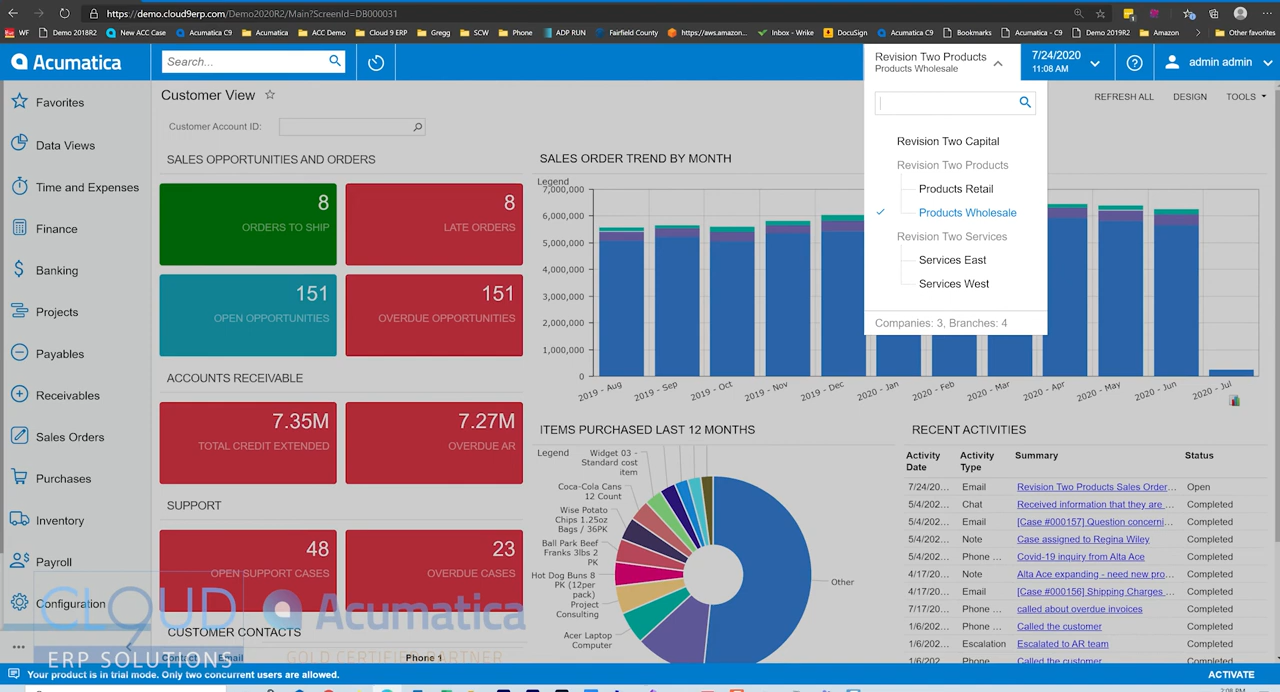 https://demo.cloud9erp.com/Demo2020R2/Main?ScreenId=DB000031
WF
Demo 2018R2
New ACC Case
Acumatica C9
Acumatica
ACC Demo
Cloud 9 ERP
Gregg
SCW
Phone
ADP RUN
Fairfield County
https://aws.amazon...
Inbox - Wrike
DocuSign
Acumatica C9
Bookmarks
Acumatica - C9
Demo 2019R2
Amazon
Other favorites
Acumatica
Search...
Revision Two Products
Products Wholesale
7/24/2020
11:08 AM
admin admin
Favorites
Data Views
Time and Expenses
Finance
Banking
Projects
Payables
Receivables
Sales Orders
Purchases
Inventory
Payroll
Configuration
Customer View
REFRESH ALL
DESIGN
TOOLS
Customer Account ID:
Revision Two Capital
Revision Two Products
Products Retail
Products Wholesale
Revision Two Services
Services East
Services West
Companies: 3, Branches: 4
SALES OPPORTUNITIES AND ORDERS
8
ORDERS TO SHIP
8
LATE ORDERS
151
OPEN OPPORTUNITIES
151
OVERDUE OPPORTUNITIES
ACCOUNTS RECEIVABLE
7.35M
TOTAL CREDIT EXTENDED
7.27M
OVERDUE AR
SUPPORT
48
OPEN SUPPORT CASES
23
OVERDUE CASES
CUSTOMER CONTACTS
Contact
Email
Phone 1
SALES ORDER TREND BY MONTH
Legend
7,000,000
6,000,000
5,000,000
4,000,000
3,000,000
2,000,000
1,000,000
0
2019 - Aug
2019 - Sep
2019 - Oct
2019 - Nov
2019 - Dec
2020 - Jan
2020 - Feb
2020 - Mar
2020 - Apr
2020 - May
2020 - Jun
2020 - Jul
ITEMS PURCHASED LAST 12 MONTHS
Legend
Widget 03 -
Standard cost
item
Coca-Cola Cans
12 Count
Wise Potato
Chips 1.25oz
Bags / 36PK
Ball Park Beef
Franks 3lbs 2
PK
Hot Dog Buns 8
PK (12per
pack)
Project
Consulting
Acer Laptop
Computer
Other
RECENT ACTIVITIES
Activity Date
Activity Type
Summary
Status
7/24/20... Email Revision Two Products Sales Order... Open
5/4/202... Chat Received information that they are ... Completed
5/4/202... Email [Case #000157] Question concerni... Completed
5/4/202... Note Case assigned to Regina Wiley Completed
5/4/202... Phone ... Covid-19 inquiry from Alta Ace Completed
4/17/20... Note Alta Ace expanding - need new pro... Completed
4/17/20... Email [Case #000156] Shipping Charges ... Completed
7/17/20... Phone ... called about overdue invoices Completed
1/6/202... Phone ... Called the customer Completed
1/6/202... Escalation Escalated to AR team Completed
1/6/202... Phone ... Called the customer Completed
CLOUD 9
ERP SOLUTIONS
Acumatica
GOLD CERTIFIED PARTNER
Your product is in trial mode. Only two concurrent users are allowed.
ACTIVATE
2:08 PM